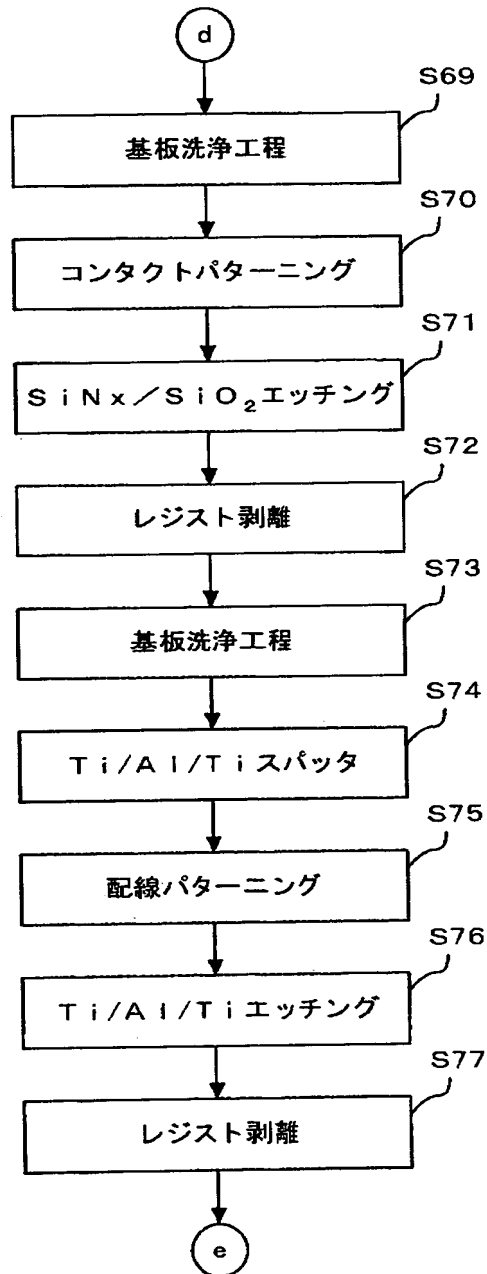 d
S69
基板洗浄工程
S70
コンタクトパターニング
S71
SiNx／SiO₂エッチング
S72
レジスト剥離
S73
基板洗浄工程
S74
Ti/Al/Tiスパッタ
S75
配線パターニング
S76
Ti/Al/Tiエッチング
S77
レジスト剥離
e